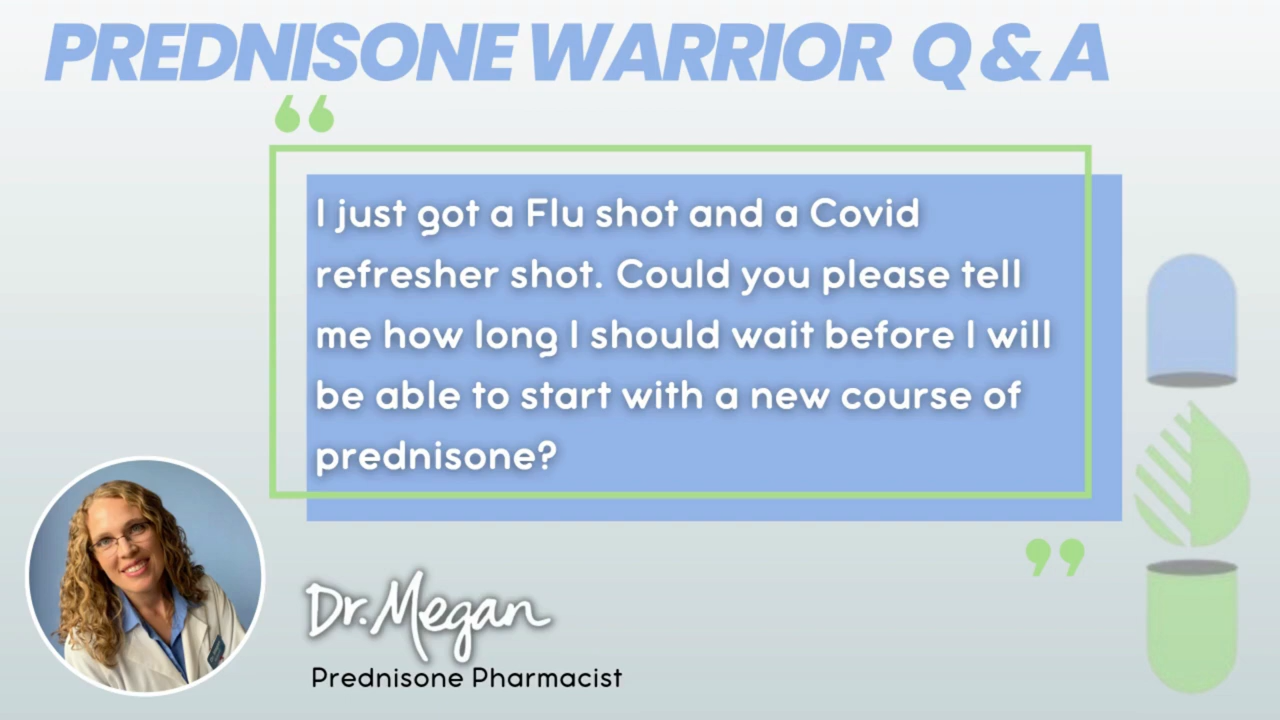 PREDNISONE WARRIOR Q & A
“
I just got a Flu shot and a Covid
refresher shot. Could you please tell
me how long I should wait before I will
be able to start with a new course of
prednisone?
”
Dr. Megan
Prednisone Pharmacist